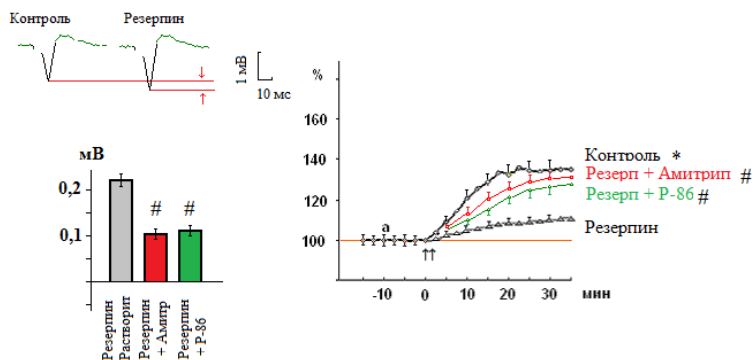 Контроль
Резерпин
1 мВ
10 мс
мВ
0,2
0,1
#
#
Резерпин
Растворит
Резерпин
+ Амитр
Резерпин
+ Р-86
%
160
140
130
120
100
a
↑↑
-10
0
10
20
30
мин
Контроль *
Резерп + Амитрип #
Резерп + Р-86 #
Резерпин